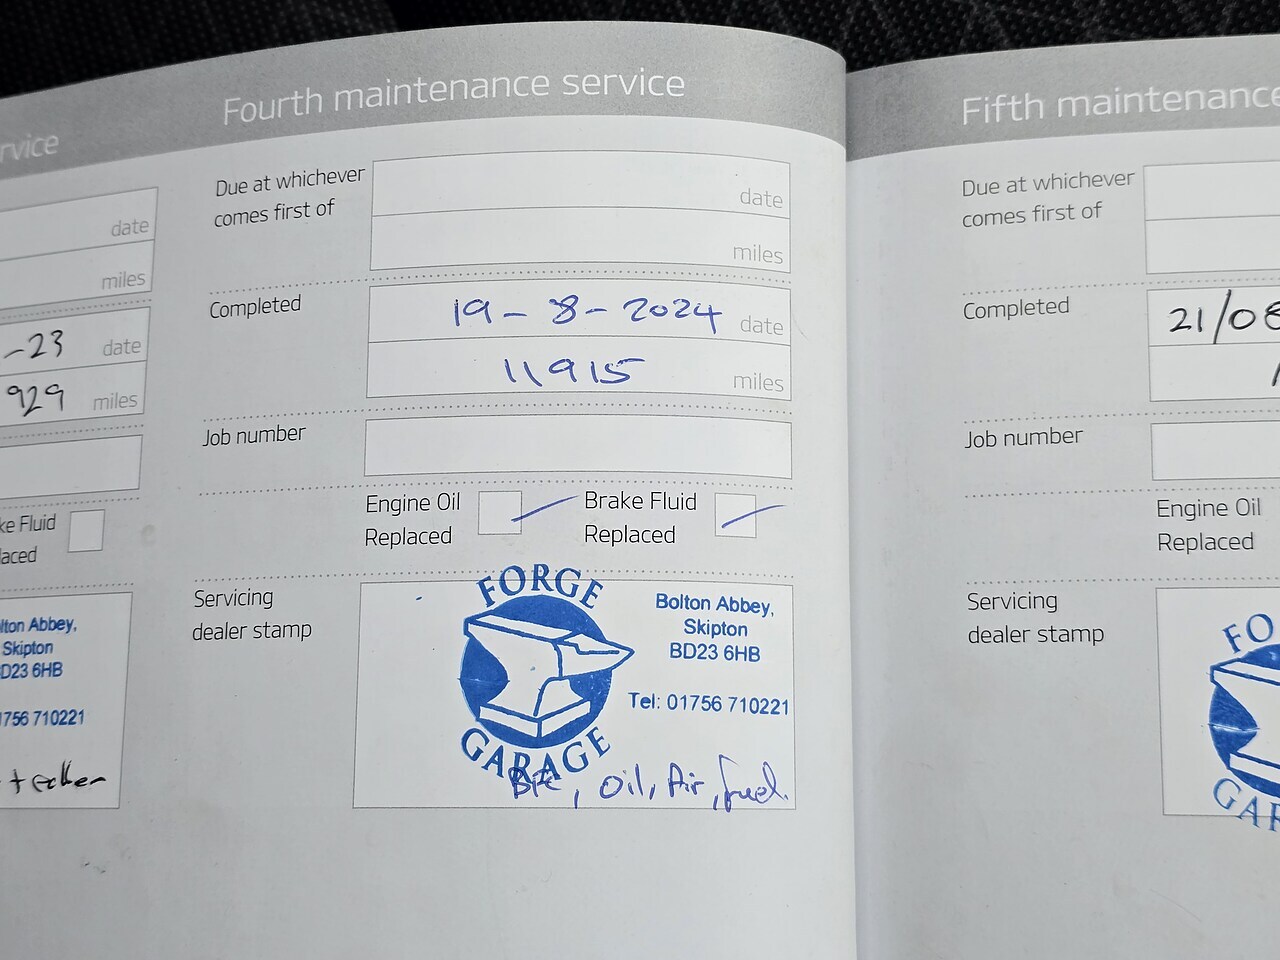 rvice
date
miles
-23 date
929 miles
ke Fluid
laced
lton Abbey,
Skipton
D23 6HB
1756 710221
Fourth maintenance service
Due at whichever
comes first of
date
miles
Completed
19-8-2024 date
11915 miles
Job number
Engine Oil
Replaced
Brake Fluid
Replaced
Servicing
dealer stamp
FORGE
GARAGE
Bolton Abbey,
Skipton
BD23 6HB
Tel: 01756 710221
, Oil, Air, fuel.
Fifth maintenance
Due at whichever
comes first of
Completed
21/08
Job number
Engine Oil
Replaced
Servicing
dealer stamp
FO
GAR